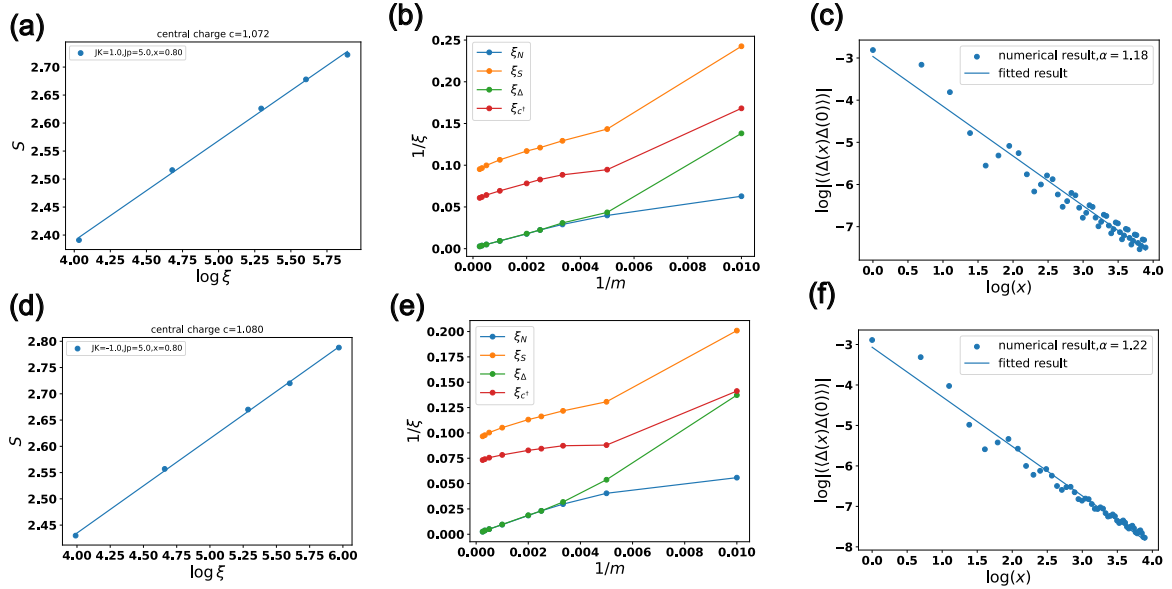 (a)
central charge c=1.072
JK=1.0,Jp=5.0,x=0.80
S
2.70
2.65
2.60
2.55
2.50
2.45
2.40
4.00 4.25 4.50 4.75 5.00 5.25 5.50 5.75
log ξ
(b)
ξ_N
ξ_S
ξ_Δ
ξ_c†
1/ξ
0.25
0.20
0.15
0.10
0.05
0.00
0.000 0.002 0.004 0.006 0.008 0.010
1/m
(c)
numerical result,α = 1.18
fitted result
log|⟨⟨Δ(x)Δ(0)⟩⟩|
−3
−4
−5
−6
−7
0.0 0.5 1.0 1.5 2.0 2.5 3.0 3.5 4.0
log(x)
(d)
central charge c=1.080
JK=−1.0,Jp=5.0,x=0.80
S
2.80
2.75
2.70
2.65
2.60
2.55
2.50
2.45
4.00 4.25 4.50 4.75 5.00 5.25 5.50 5.75 6.00
log ξ
(e)
ξ_N
ξ_S
ξ_Δ
ξ_c†
1/ξ
0.200
0.175
0.150
0.125
0.100
0.075
0.050
0.025
0.000
0.000 0.002 0.004 0.006 0.008 0.010
1/m
(f)
numerical result,α = 1.22
fitted result
log|⟨⟨Δ(x)Δ(0)⟩⟩|
−3
−4
−5
−6
−7
−8
0.0 0.5 1.0 1.5 2.0 2.5 3.0 3.5 4.0
log(x)